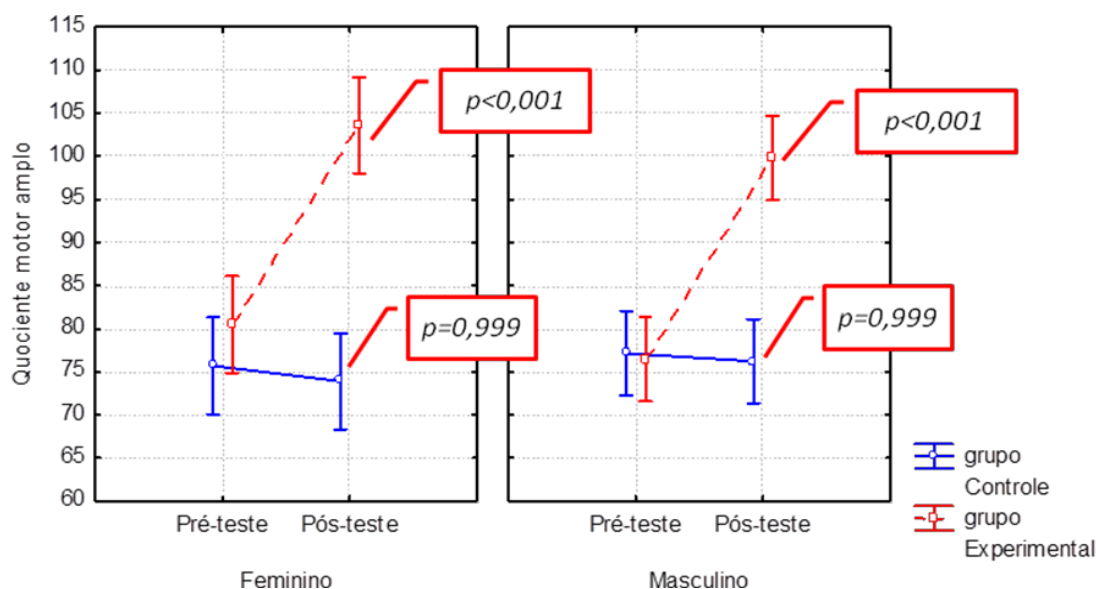 Quociente motor amplo
115
110
105
100
95
90
85
80
75
70
65
60
p<0,001
p=0,999
p<0,001
p=0,999
Pré-teste Pós-teste
Feminino
Pré-teste Pós-teste
Masculino
grupo
Controle
grupo
Experimental